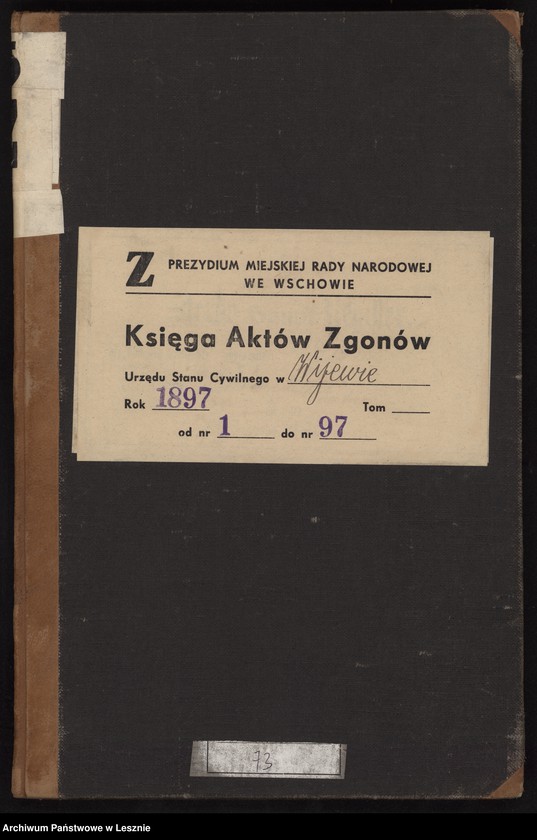 Z PREZYDIUM MIEJSKIEJ RADY NARODOWEJ
WE WSCHOWIE
Księga Aktów Zgonów
Urzędu Stanu Cywilnego w Wijewie
Rok 1897 Tom
od nr 1 do nr 97
73
Archiwum Państwowe w Lesznie